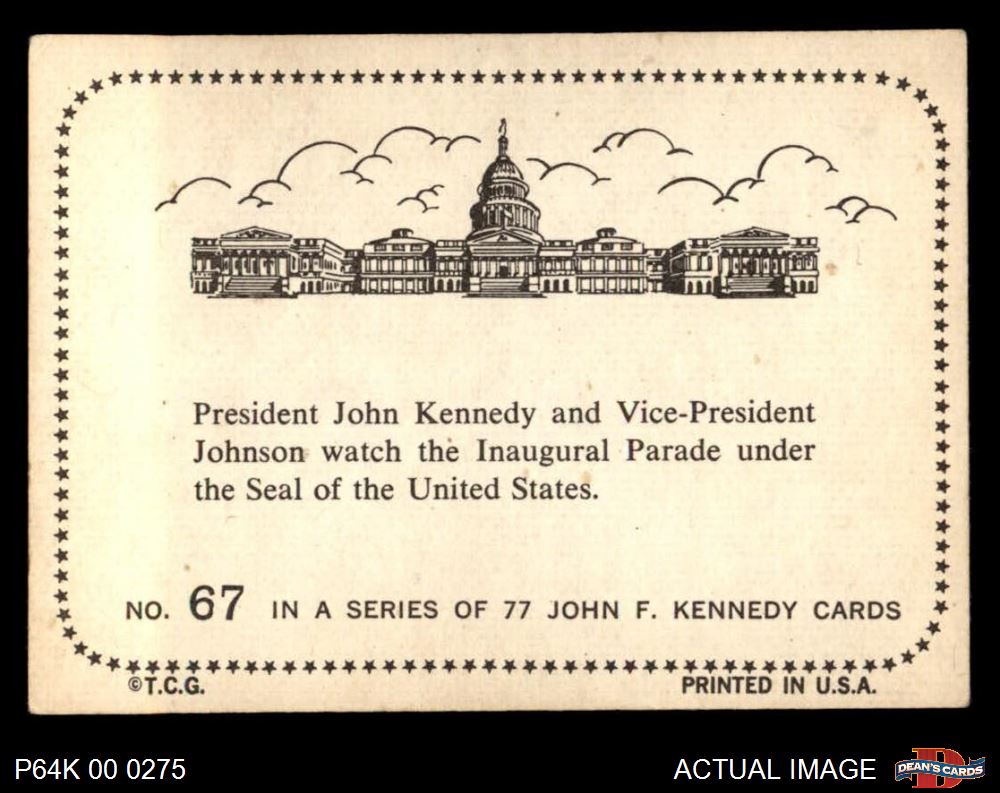 President John Kennedy and Vice-President
Johnson watch the Inaugural Parade under
the Seal of the United States.
NO. 67 IN A SERIES OF 77 JOHN F. KENNEDY CARDS
©T.C.G. PRINTED IN U.S.A.
P64K 00 0275 ACTUAL IMAGE DEAN'S CARDS